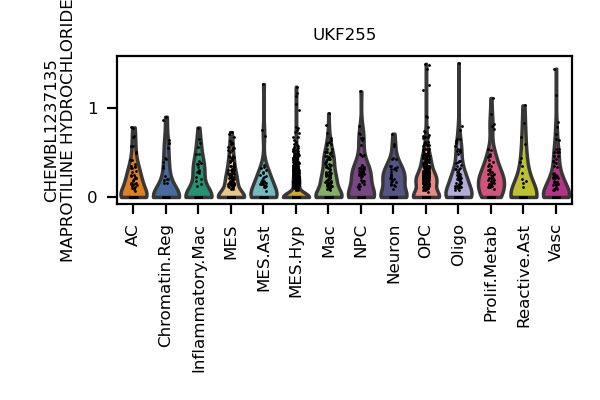 UKF255
CHEMBL1237135
MAPROTILINE HYDROCHLORIDE
1
0
AC
Chromatin.Reg
Inflammatory.Mac
MES
MES.Ast
MES.Hyp
Mac
NPC
Neuron
OPC
Oligo
Prolif.Metab
Reactive.Ast
Vasc